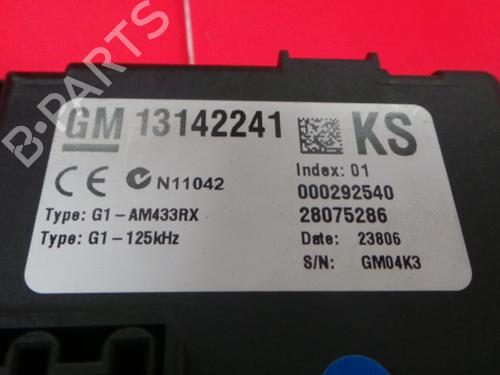 GM 13142241 KS
CE N11042
Index: 01
000292540
Type: G1-AM433RX
28075286
Type: G1-125kHz
Date: 23806
S/N: GM04K3
B-PARTS